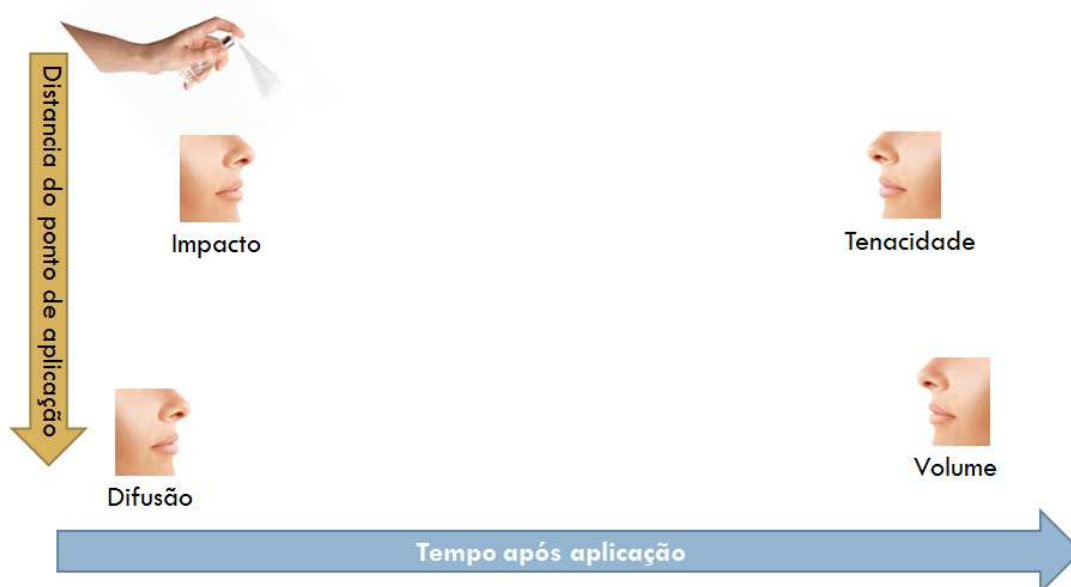 Distancia do ponto de aplicação
Impacto
Tenacidade
Difusão
Volume
Tempo após aplicação